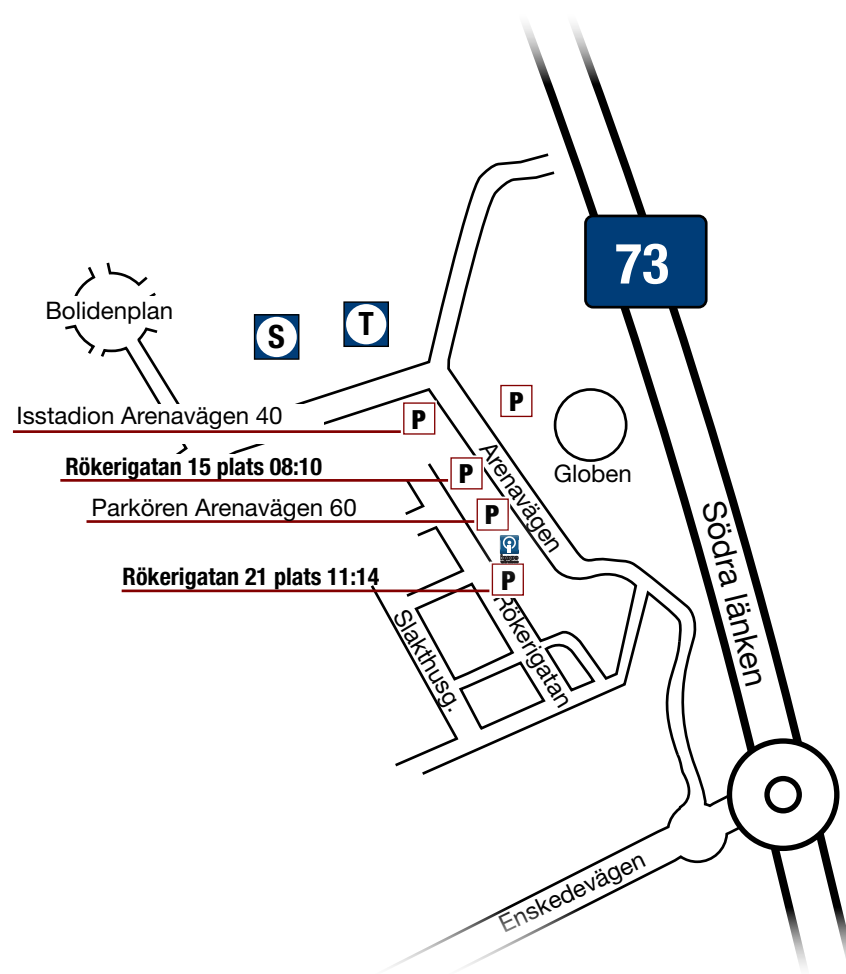 73
Bolidenplan
S
T
Isstadion Arenavägen 40
P
P
Globen
Arenavägen
Rökerigatan 15 plats 08:10
P
Parkören Arenavägen 60
P
Södra länken
Rökerigatan 21 plats 11:14
P
Rökerigatan
Slakthusg.
Enskedevägen